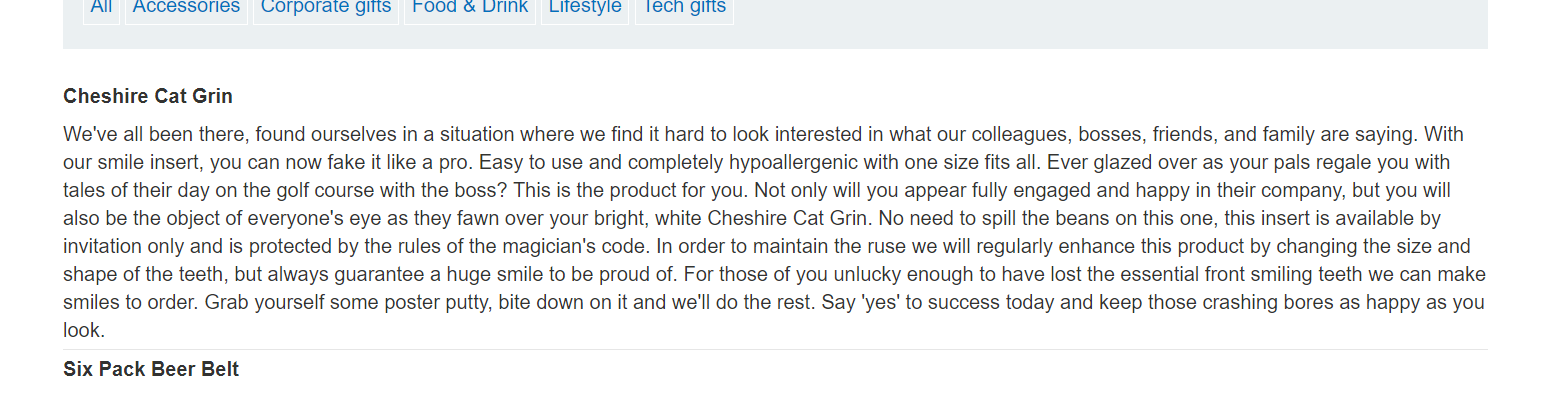 All Accessories Corporate gifts Food & Drink Lifestyle Tech gifts
Cheshire Cat Grin
We've all been there, found ourselves in a situation where we find it hard to look interested in what our colleagues, bosses, friends, and family are saying. With
our smile insert, you can now fake it like a pro. Easy to use and completely hypoallergenic with one size fits all. Ever glazed over as your pals regale you with
tales of their day on the golf course with the boss? This is the product for you. Not only will you appear fully engaged and happy in their company, but you will
also be the object of everyone's eye as they fawn over your bright, white Cheshire Cat Grin. No need to spill the beans on this one, this insert is available by
invitation only and is protected by the rules of the magician's code. In order to maintain the ruse we will regularly enhance this product by changing the size and
shape of the teeth, but always guarantee a huge smile to be proud of. For those of you unlucky enough to have lost the essential front smiling teeth we can make
smiles to order. Grab yourself some poster putty, bite down on it and we'll do the rest. Say 'yes' to success today and keep those crashing bores as happy as you
look.
Six Pack Beer Belt